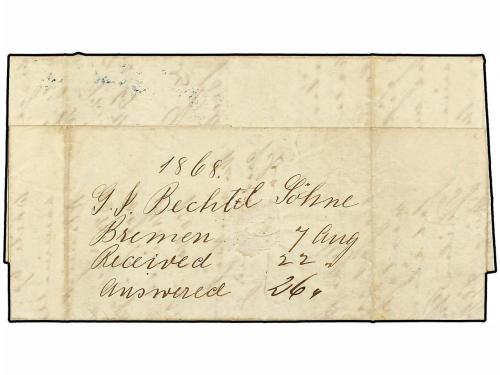 1868.
G. J. Bechtel Söhne
Bremen 7 Aug
Received 22 "
Answered 26 "